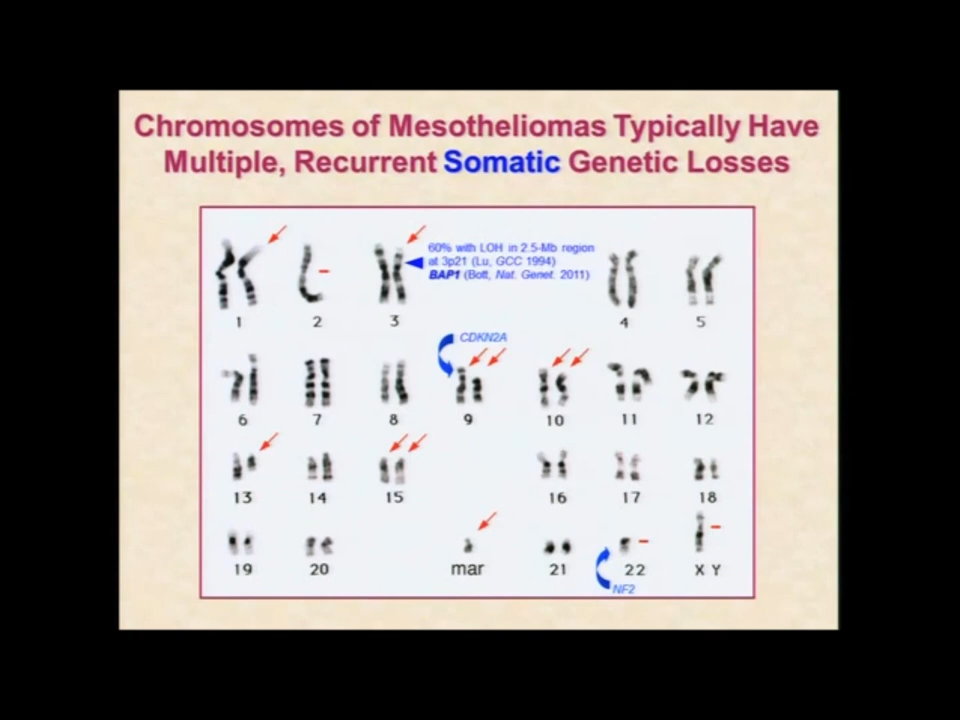 Chromosomes of Mesotheliomas Typically Have
Multiple, Recurrent Somatic Genetic Losses
60% with LOH in 2.5-Mb region
at 3p21 (Lu, GCC 1994)
BAP1 (Bott, Nat. Genet. 2011)
1 2 3 4 5
CDKN2A
6 7 8 9 10 11 12
13 14 15 16 17 18
19 20 mar 21 22 X Y
NF2